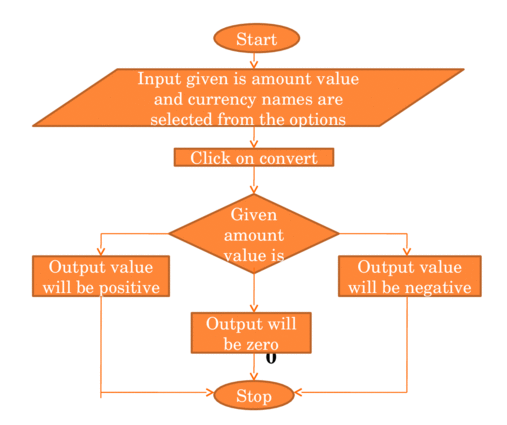 Start
Input given is amount value
and currency names are
selected from the options
Click on convert
Given
amount
value is
Output value
will be positive
Output value
will be negative
Output will
be zero
0
Stop